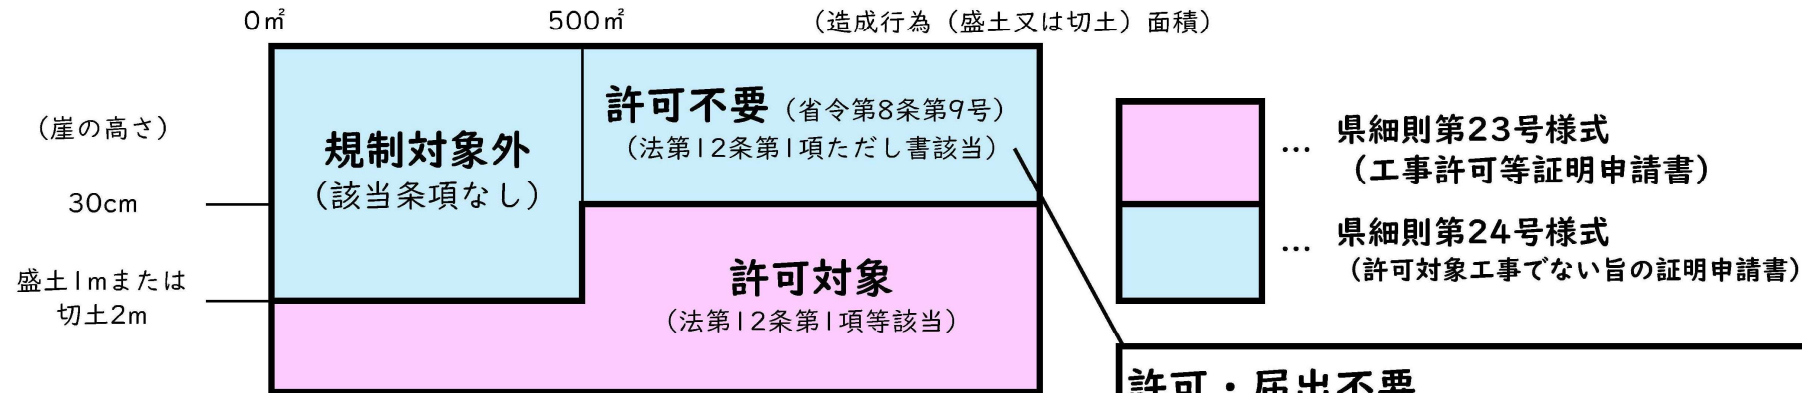 0㎡
500㎡
(造成行為(盛土又は切土)面積)
(崖の高さ)
30cm
盛土1mまたは
切土2m
規制対象外
(該当条項なし)
許可不要(省令第8条第9号)
(法第12条第1項ただし書該当)
許可対象
(法第12条第1項等該当)
… 県細則第23号様式
(工事許可等証明申請書)
… 県細則第24号様式
(許可対象工事でない旨の証明申請書)
許可・届出不要